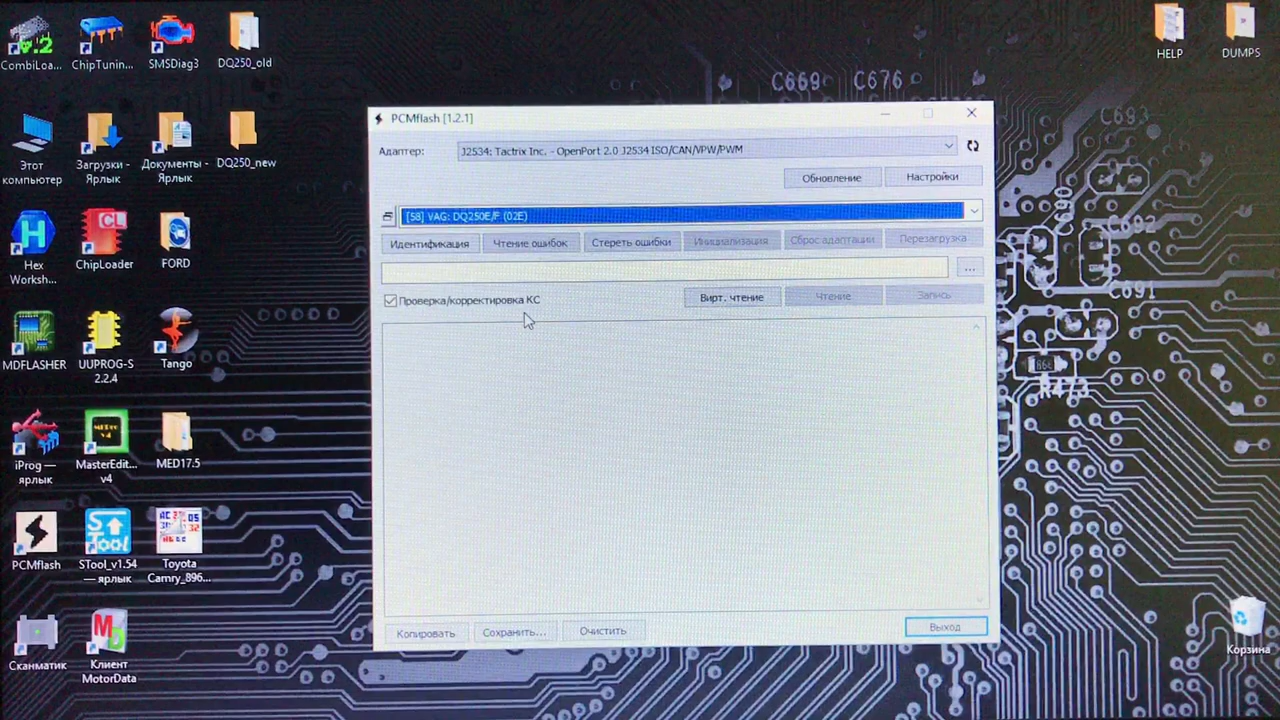 CombiLoa...
ChipTunin...
SMSDiag3
DQ250_old
HELP
DUMPS
Этот
компьютер
Загрузки -
Ярлык
Документы -
Ярлык
DQ250_new
Hex
Worksh...
ChipLoader
FORD
MDFLASHER
UUPROG-S
2.2.4
Tango
iProg —
ярлык
MasterEdit...
v4
MED17.5
PCMflash
STool_v1.54
— ярлык
Toyota
Camry_896...
Сканматик
Клиент
MotorData
Корзина
PCMflash [1.2.1]
Адаптер:
J2534: Tactrix Inc. - OpenPort 2.0 J2534 ISO/CAN/VPW/PWM
Обновление
Настройки
[58] VAG: DQ250E/F (02E)
Идентификация
Чтение ошибок
Стереть ошибки
Инициализация
Сброс адаптации
Перезагрузка
...
Проверка/корректировка КС
Вирт. чтение
Чтение
Запись
Копировать
Сохранить...
Очистить
Выход
C669
C676
C693
C692
C691
R473